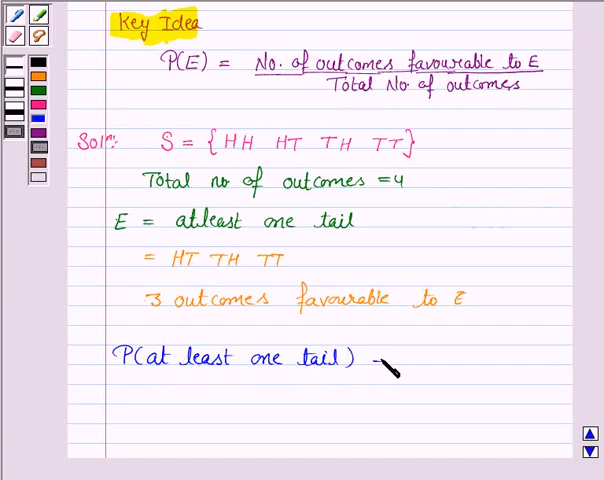 Key Idea
P(E) = No. of outcomes favourable to E
Total No of outcomes
Soln: S = { HH HT TH TT}
Total no of outcomes = 4
E = atleast one tail
= HT TH TT
3 outcomes favourable to E
P(at least one tail) -